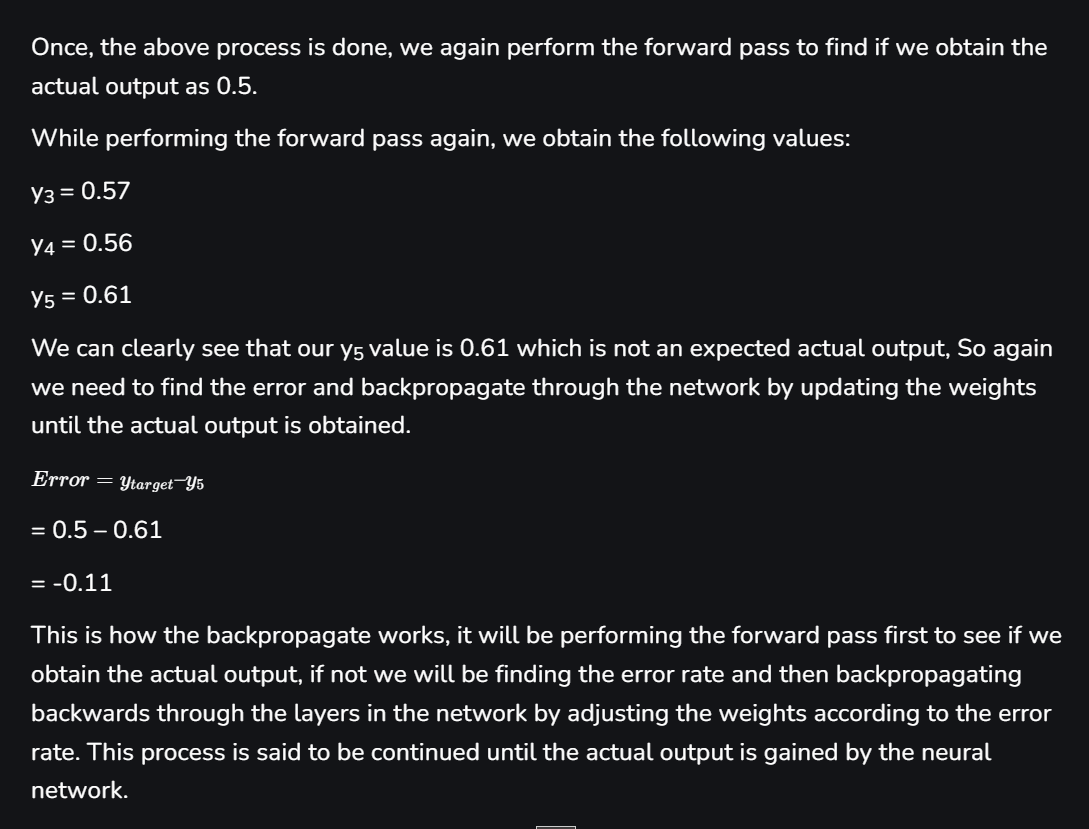 Once, the above process is done, we again perform the forward pass to find if we obtain the
actual output as 0.5.
While performing the forward pass again, we obtain the following values:
y3 = 0.57
y4 = 0.56
y5 = 0.61
We can clearly see that our y5 value is 0.61 which is not an expected actual output, So again
we need to find the error and backpropagate through the network by updating the weights
until the actual output is obtained.
Error = ytarget–y5
= 0.5 – 0.61
= -0.11
This is how the backpropagate works, it will be performing the forward pass first to see if we
obtain the actual output, if not we will be finding the error rate and then backpropagating
backwards through the layers in the network by adjusting the weights according to the error
rate. This process is said to be continued until the actual output is gained by the neural
network.